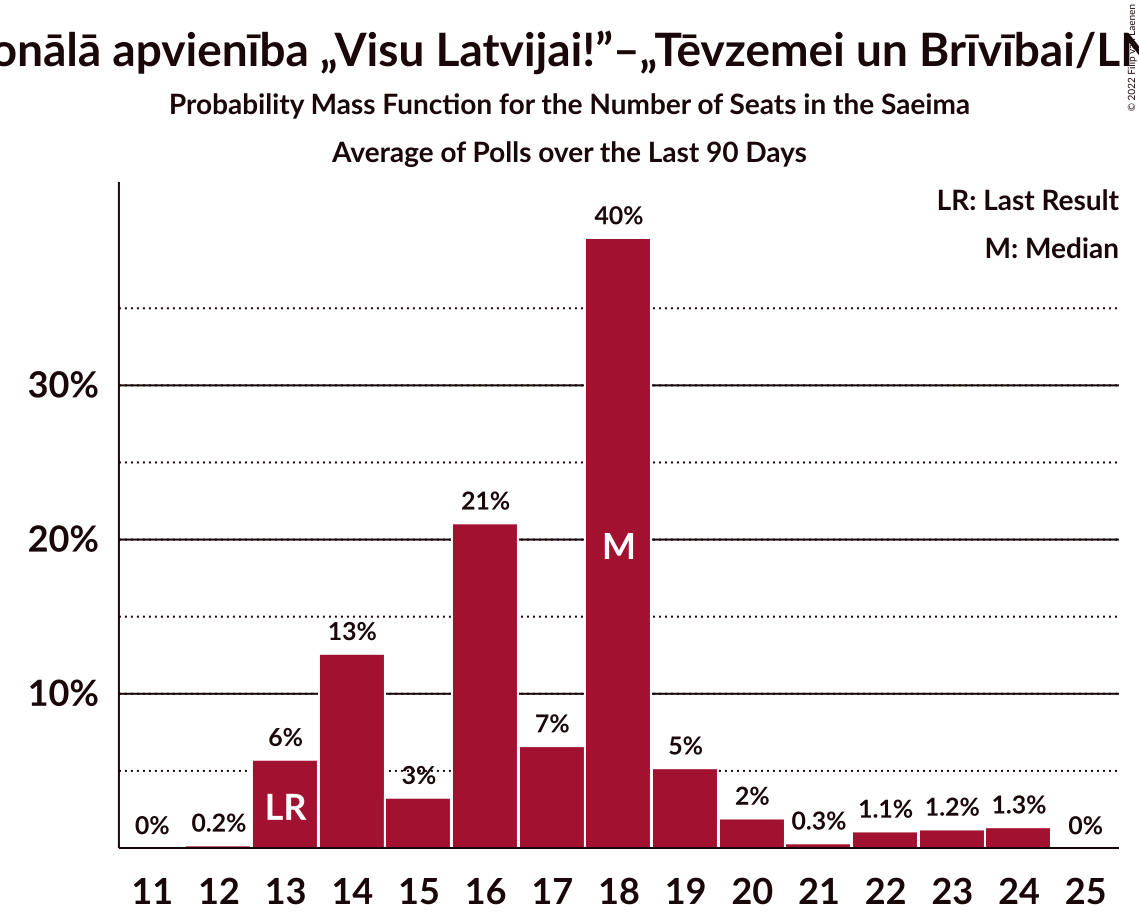 onālā apvienība „Visu Latvijai!”–„Tēvzemei un Brīvībai/LN
Probability Mass Function for the Number of Seats in the Saeima
Average of Polls over the Last 90 Days
© 2022 Filip van Laenen
LR: Last Result
M: Median
30%
20%
10%
0%
0.2%
6%
13%
3%
21%
7%
40%
5%
2%
0.3%
1.1%
1.2%
1.3%
0%
LR
M
11 12 13 14 15 16 17 18 19 20 21 22 23 24 25